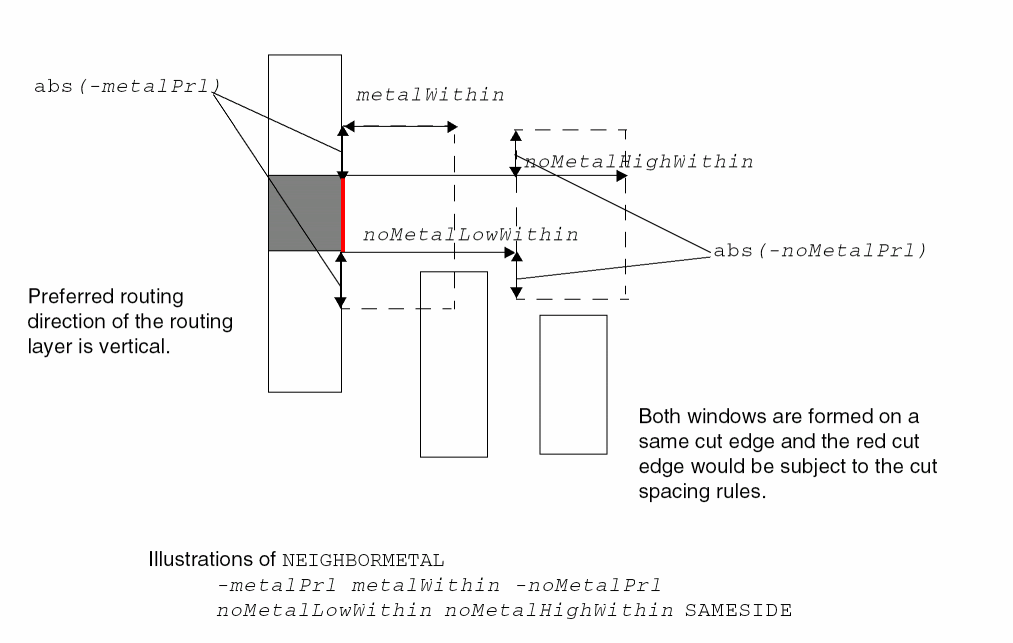 abs(-metalPrl)
metalWithin
noMetalHighWithin
noMetalLowWithin
abs(-noMetalPrl)
Preferred routing
direction of the routing
layer is vertical.
Both windows are formed on a
same cut edge and the red cut
edge would be subject to the cut
spacing rules.
Illustrations of NEIGHBORMETAL
-metalPrl metalWithin -noMetalPrl
noMetalLowWithin noMetalHighWithin SAMESIDE